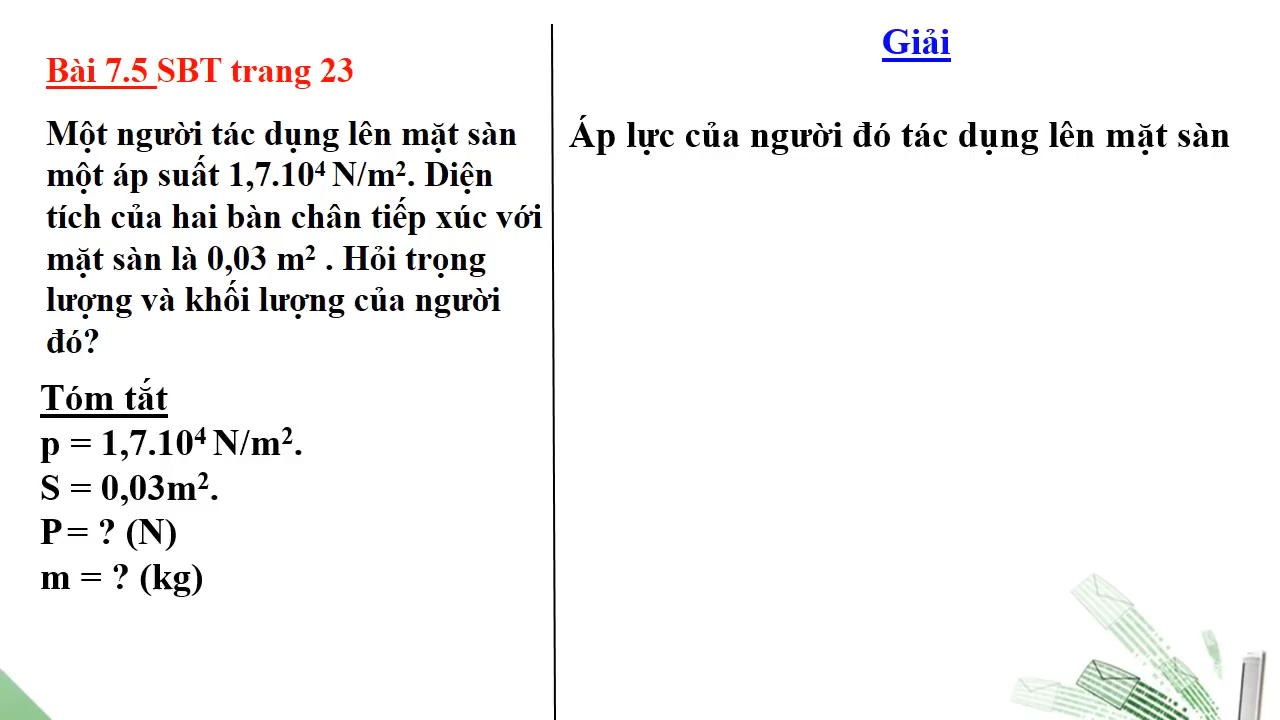 Bài 7.5 SBT trang 23
Một người tác dụng lên mặt sàn
một áp suất 1,7.10⁴ N/m². Diện
tích của hai bàn chân tiếp xúc với
mặt sàn là 0,03 m² . Hỏi trọng
lượng và khối lượng của người
đó?
Tóm tắt
p = 1,7.10⁴ N/m².
S = 0,03m².
P = ? (N)
m = ? (kg)
Giải
Áp lực của người đó tác dụng lên mặt sàn